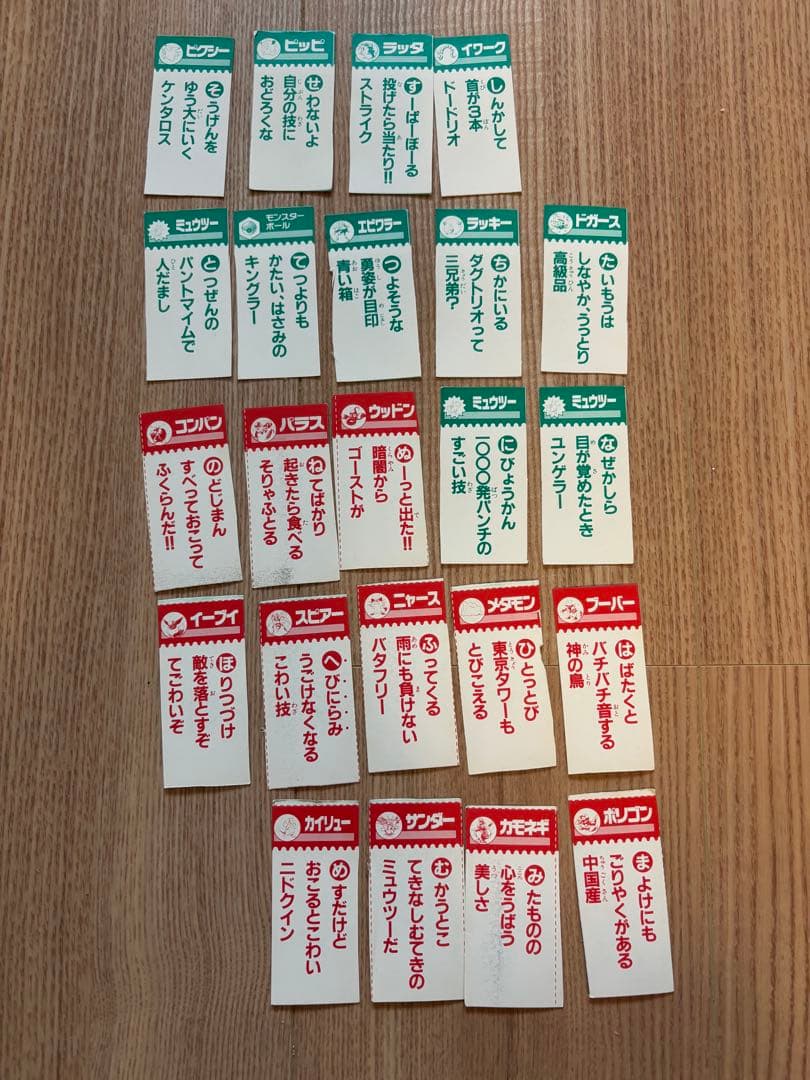 イワーク
しんかして
首が3本
ドードリオ
ラッタ
すーぱーぼーる
投げたら当たり!!
ストライク
ピッピ
せわないよ
自分の技に
おどろくな
ピクシー
そうげんを
ゆう大にいく
ケンタロス
ドガース
たいもうは
しなやか、うっとり
高級品
ラッキー
ちかにいる
ダグトリオって
三兄弟?
エビワラー
つよそうな
勇姿が目印
青い箱
モンスター
ボール
てつよりも
かたい、はさみの
キングラー
ミュウツー
とつぜんの
パントマイムで
人だまし
ミュウツー
なぜかしら
目が覚めたとき
ユンゲラー
ミュウツー
にびょうかん
一〇〇〇発パンチの
すごい技
ウッドン
ぬーっと出た!!
暗闇から
ゴーストが
パラス
ねてばかり
起きたら食べる
そりゃふとる
コンパン
のどじまん
すべっておこって
ふくらんだ!!
ブーバー
はばたくと
バチバチ音する
神の鳥
メタモン
ひとっとび
東京タワーも
とびこえる
ニャース
ふってくる
雨にも負けない
バタフリー
スピアー
へびにらみ
うごけなくなる
こわい技
イーブイ
ほりつづけ
敵を落とすぞ
てごわいぞ
ポリゴン
まよけにも
ごりやくがある
中国産
カモネギ
みたものの
心をうばう
美しさ
サンダー
むかうとこ
てきなしむてきの
ミュウツーだ
カイリュー
めすだけど
おこるとこわい
ニドクイン